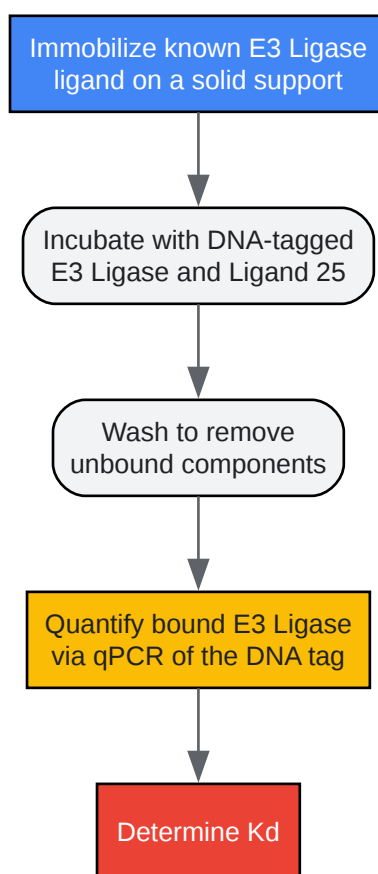 Immobilize known E3 Ligase
ligand on a solid support
Incubate with DNA-tagged
E3 Ligase and Ligand 25
Wash to remove
unbound components
Quantify bound E3 Ligase
via qPCR of the DNA tag
Determine Kd